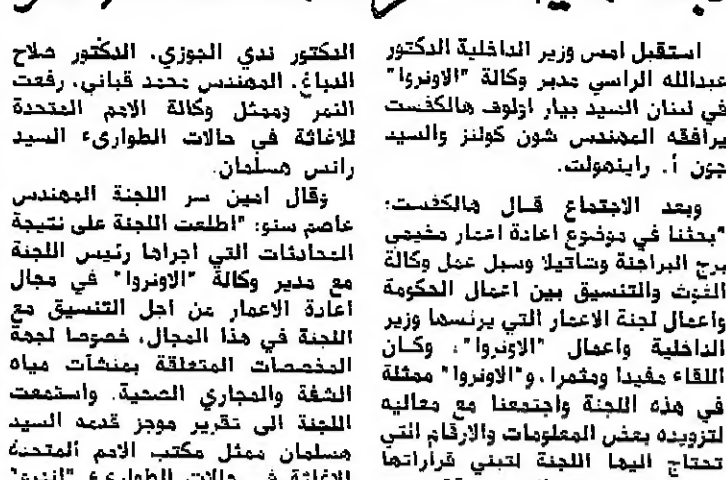 استقبل امس وزير الداخلية الدكتور
عبدالله الراسي مدير وكالة "الاونروا"
في لبنان السيد بيار اولوف هالكفست
يرافقه المهندس شون كولنز والسيد
جون أ. راينهولت.
وبعد الاجتماع قال هالكفست:
"بحثنا في موضوع اعادة اعمار مخيمي
برج البراجنة وشاتيلا وسبل عمل وكالة
الغوث والتنسيق بين اعمال الحكومة
واعمال لجنة الاعمار التي يرئسها وزير
الداخلية واعمال "الاونروا"، وكان
اللقاء مفيدا ومثمرا، و"الاونروا" ممثلة
في هذه اللجنة واجتمعنا مع معاليه
لتزويده بعض المعلومات والارقام التي
تحتاج اليها اللجنة لتبني قراراتها
الدكتور ندي الجوزي، الدكتور صلاح
الدباغ، المهندس محمد قباني، رفعت
النمر وممثل وكالة الامم المتحدة
للاغاثة في حالات الطوارىء السيد
رانس مسلمان.
وقال امين سر اللجنة المهندس
عاصم سنو: "اطلعت اللجنة على نتيجة
المحادثات التي اجراها رئيس اللجنة
مع مدير وكالة "الاونروا" في مجال
اعادة الاعمار من اجل التنسيق مع
اللجنة في هذا المجال، خصوصا لجهة
المخصصات المتعلقة بمنشآت مياه
الشفة والمجاري الصحية. واستمعت
اللجنة الى تقرير موجز قدمه السيد
مسلمان ممثل مكتب الامم المتحدة
للاغاثة في حالات الطوارىء